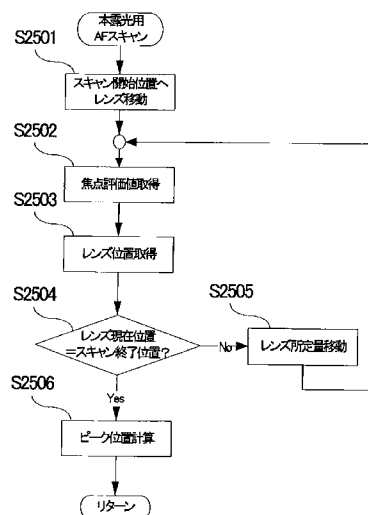 本露光用
AFスキャン
S2501
スキャン開始位置へ
レンズ移動
S2502
焦点評価値取得
S2503
レンズ位置取得
S2504
レンズ現在位置
=スキャン終了位置?
No
S2505
レンズ所定量移動
Yes
S2506
ピーク位置計算
リターン